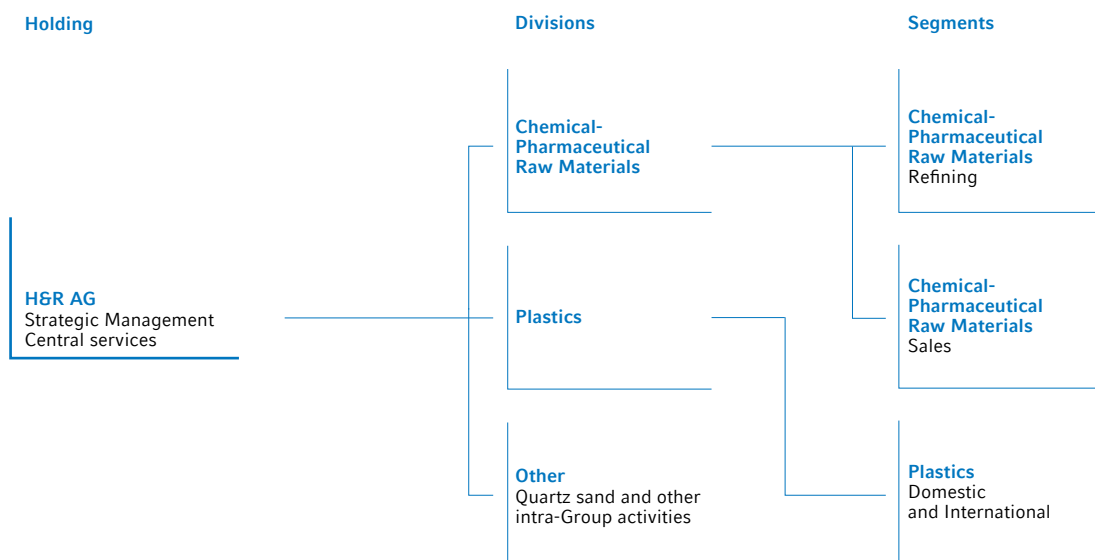 Holding
Divisions
Segments
H&R AG
Strategic Management
Central services
Chemical-
Pharmaceutical
Raw Materials
Plastics
Other
Quartz sand and other
intra-Group activities
Chemical-
Pharmaceutical
Raw Materials
Refining
Chemical-
Pharmaceutical
Raw Materials
Sales
Plastics
Domestic
and International